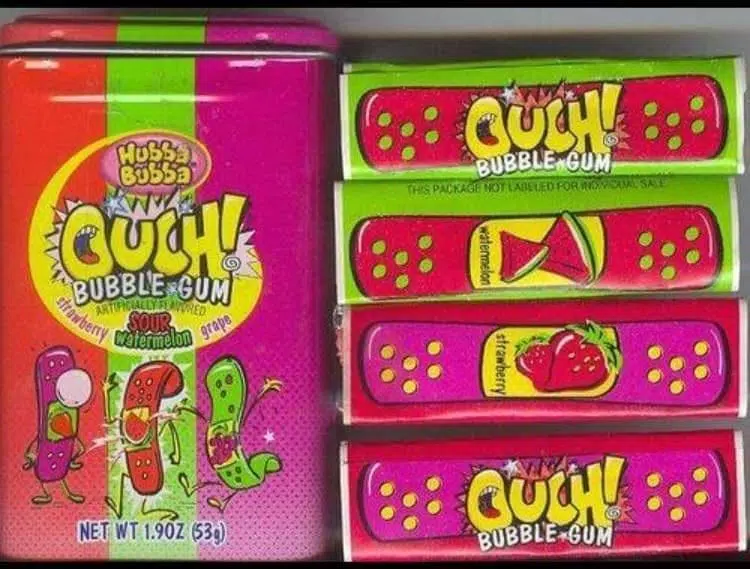 Hubba
Bubba
OUCH!
BUBBLE GUM
ARTIFICIALLY FLAVORED
strawberry
SOUR
watermelon
grape
NET WT 1.9OZ (53g)
OUCH!
BUBBLE GUM
THIS PACKAGE NOT LABELED FOR INDIVIDUAL SALE
watermelon
strawberry
OUCH!
BUBBLE GUM